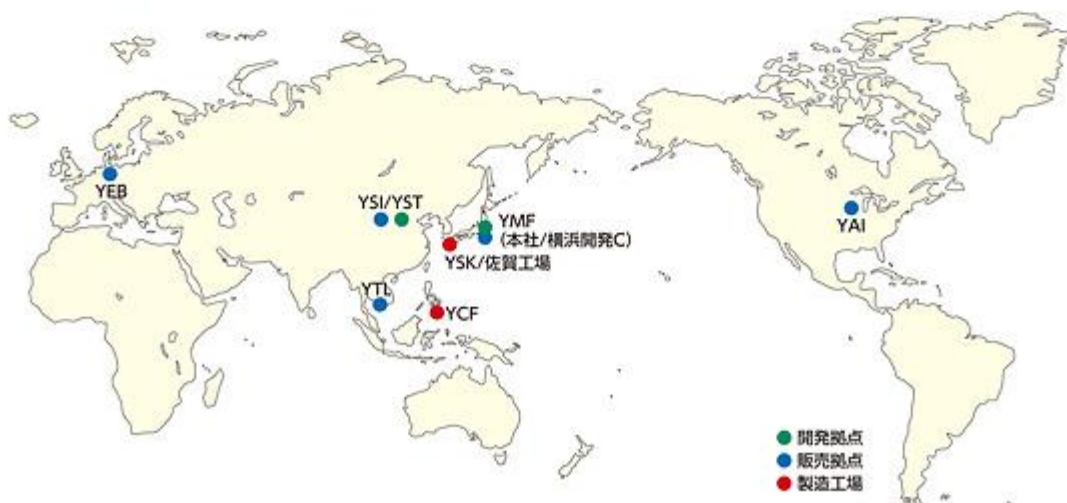 YEB
YSI/YST
YMF
(本社/横浜開発C)
YSK/佐賀工場
YTL
YCF
YAI
開発拠点
販売拠点
製造工場